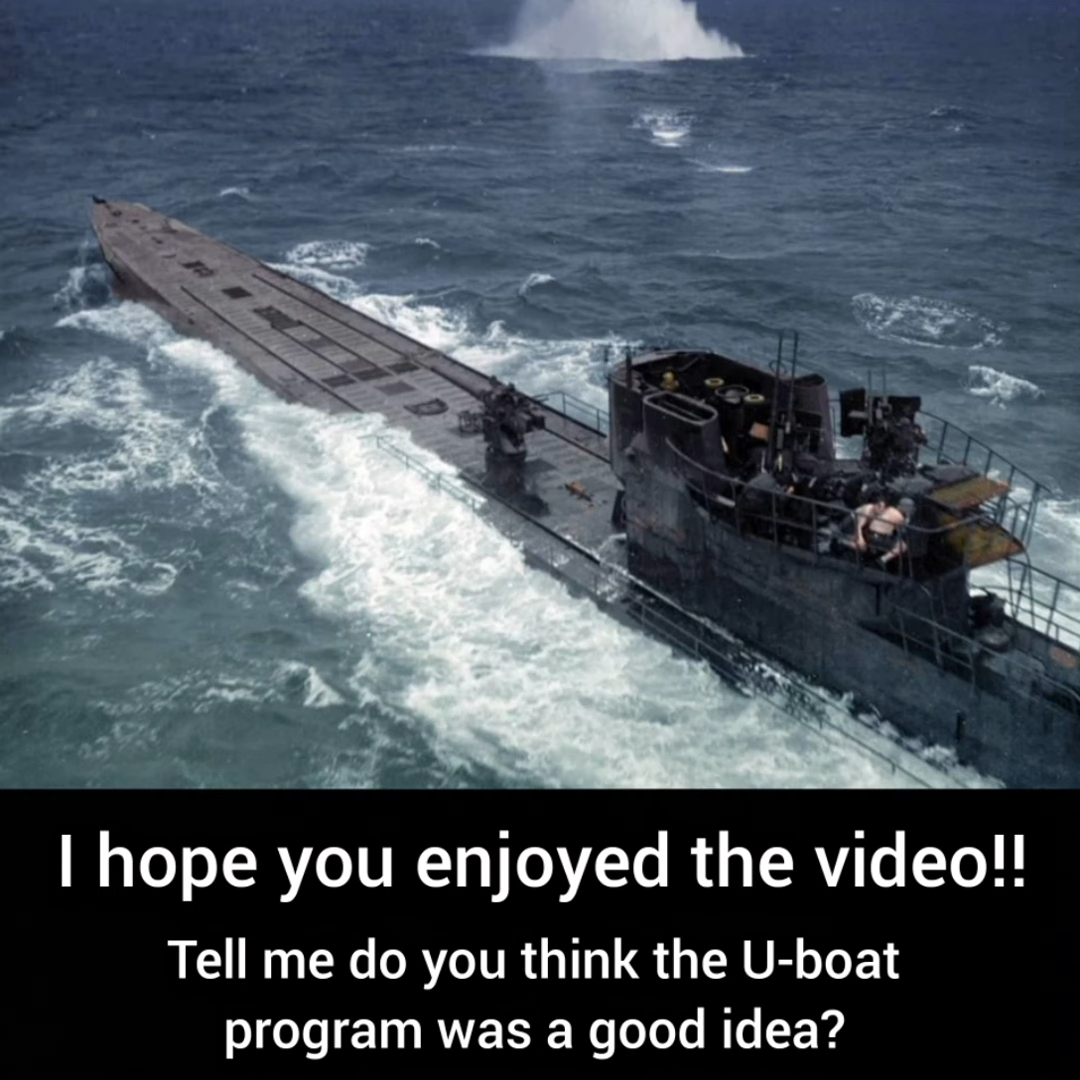 I hope you enjoyed the video!!
Tell me do you think the U-boat
program was a good idea?